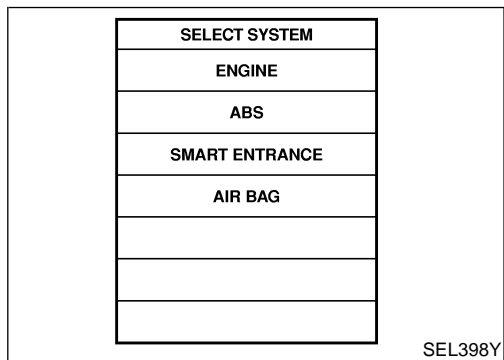 SELECT SYSTEM
ENGINE
ABS
SMART ENTRANCE
AIR BAG
SEL398Y